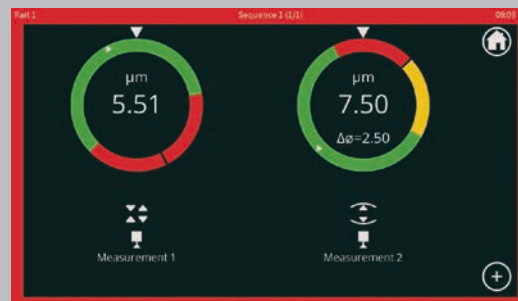 Part 1 Sequence 1 (1/1) 09:09
μm μm
5.51 7.50
Δø=2.50
Measurement 1 Measurement 2